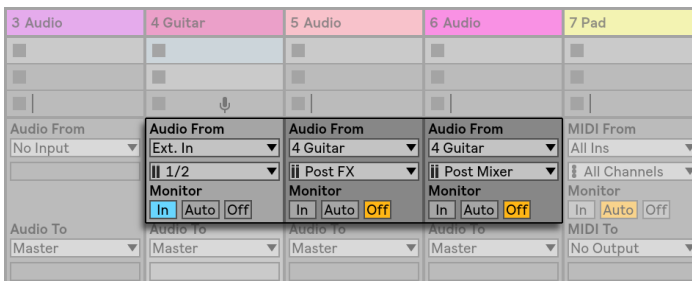 3 Audio
4 Guitar
5 Audio
6 Audio
7 Pad
Audio From
No Input
Audio To
Master
Audio From
Ext. In
1/2
Monitor
In Auto Off
Audio To
Master
Audio From
4 Guitar
Post FX
Monitor
In Auto Off
Audio To
Master
Audio From
4 Guitar
Post Mixer
Monitor
In Auto Off
Audio To
Master
MIDI From
All Ins
All Channels
Monitor
In Auto Off
MIDI To
No Output